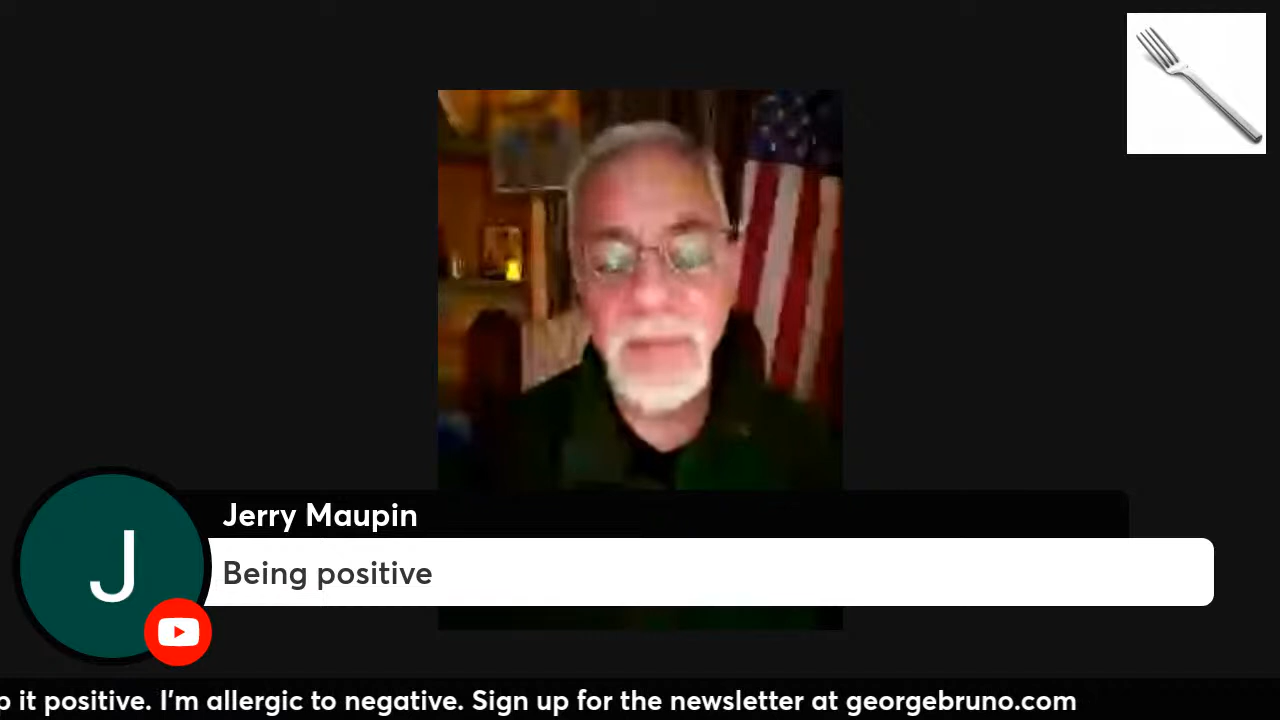 J
Jerry Maupin
Being positive
it positive. I'm allergic to negative. Sign up for the newsletter at georgebruno.com